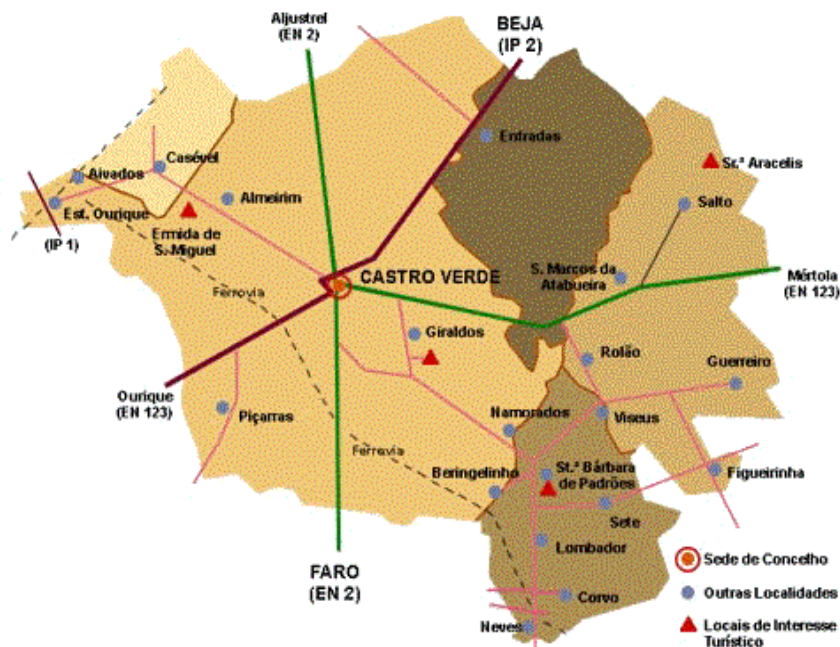 Aljustrel
(EN 2)
BEJA
(IP 2)
Entradas
Srª Aracelis
Casével
Aivados
Almeirim
Salto
Est. Ourique
Ermida de
S. Miguel
(IP 1)
CASTRO VERDE
S. Marcos da
Atabueira
Mértola
(EN 123)
Ferrovia
Giraldos
Rolão
Guerreiro
Ourique
(EN 123)
Piçarras
Namorados
Viseus
Ferrovia
Beringelinho
St.ª Bárbara
de Padrões
Figueirinha
Sete
Lombador
FARO
(EN 2)
Corvo
Neves
Sede de Concelho
Outras Localidades
Locais de Interesse
Turístico